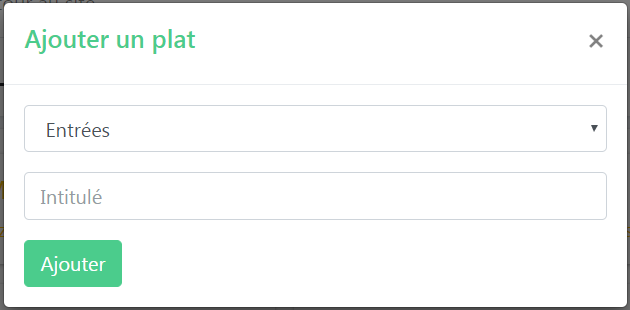 Ajouter un plat ×
Entrées
Intitulé
Ajouter